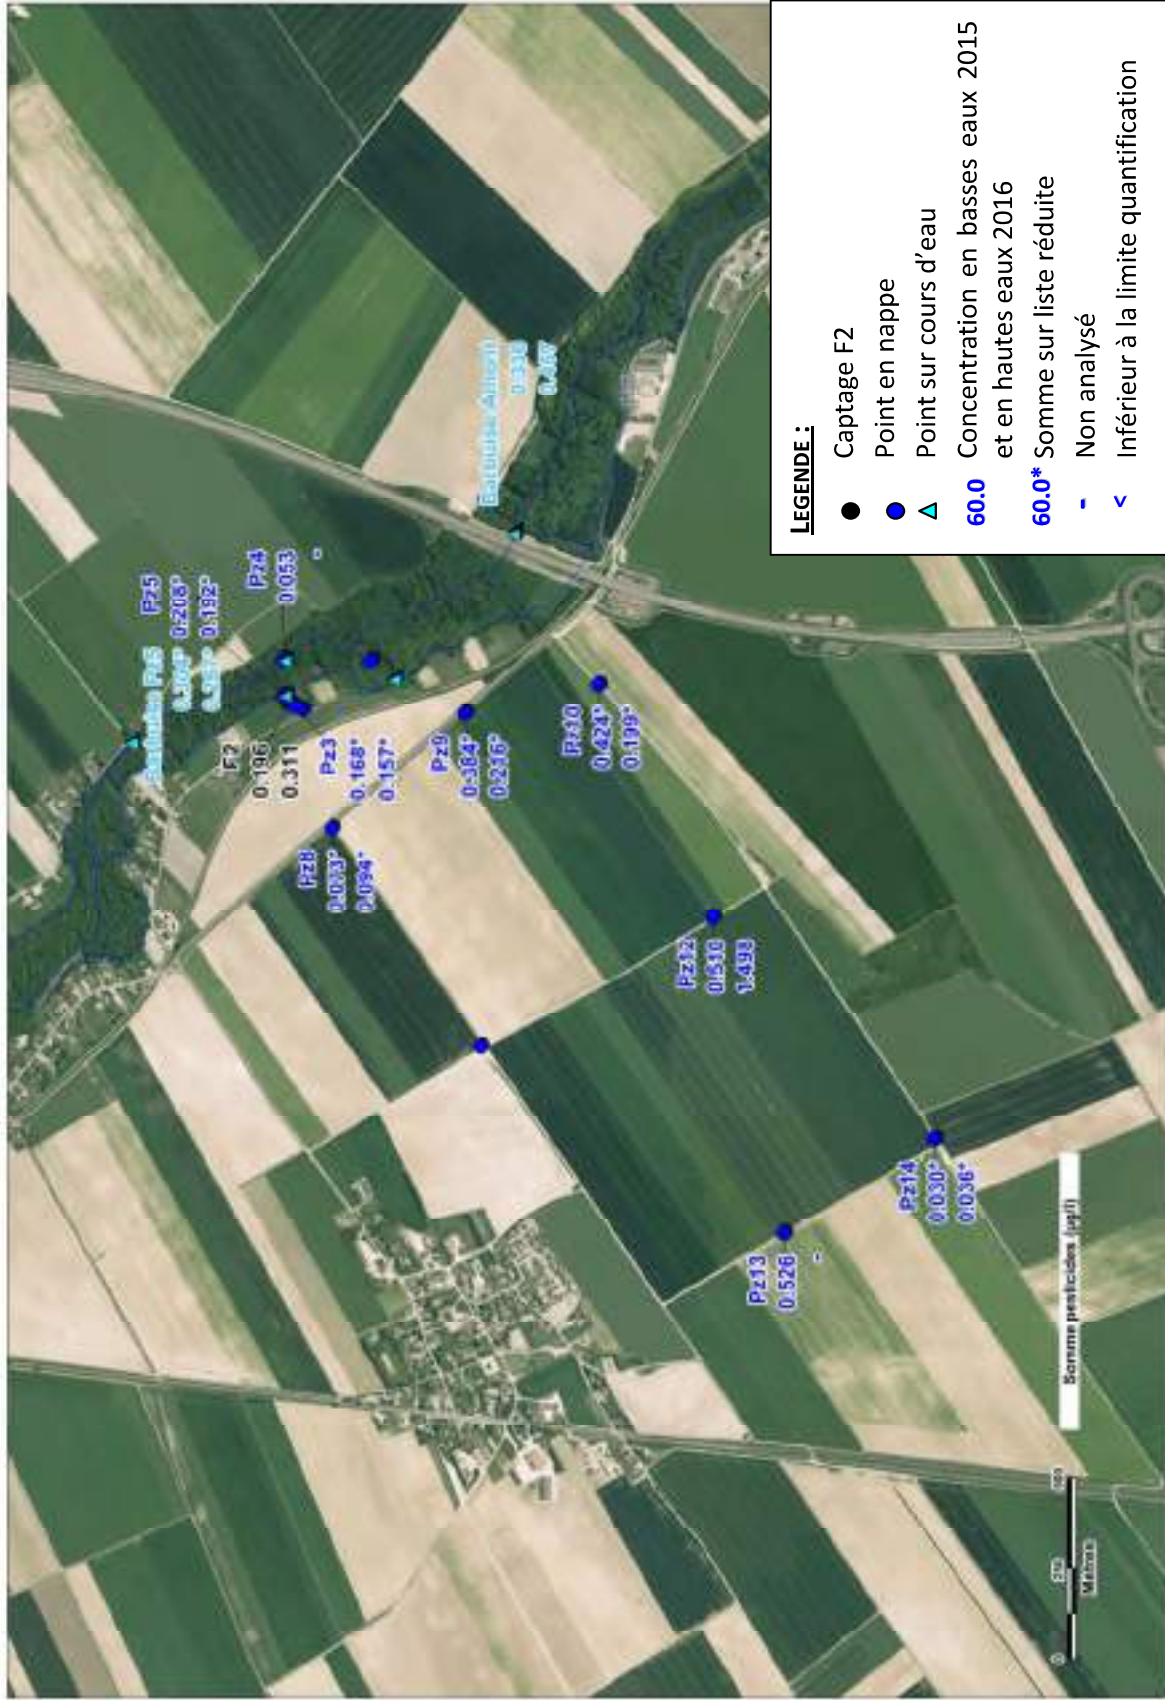 Pz5
0.208*
0.192*
Pz4
0.053
-
F2
0.196
0.311
Pz3
0.168*
0.157*
Pz9
0.384*
0.216*
Pz10
0.424*
0.199*
Pz8
0.073*
0.094*
Pz12
0.510
1.498
Pz13
0.526
-
Pz14
0.030*
0.036*
Somme pesticides (µg/l)
0
Mètres
LEGENDE :
Captage F2
Point en nappe
Point sur cours d'eau
60.0 Concentration en basses eaux 2015
et en hautes eaux 2016
60.0* Somme sur liste réduite
- Non analysé
< Inférieur à la limite quantification